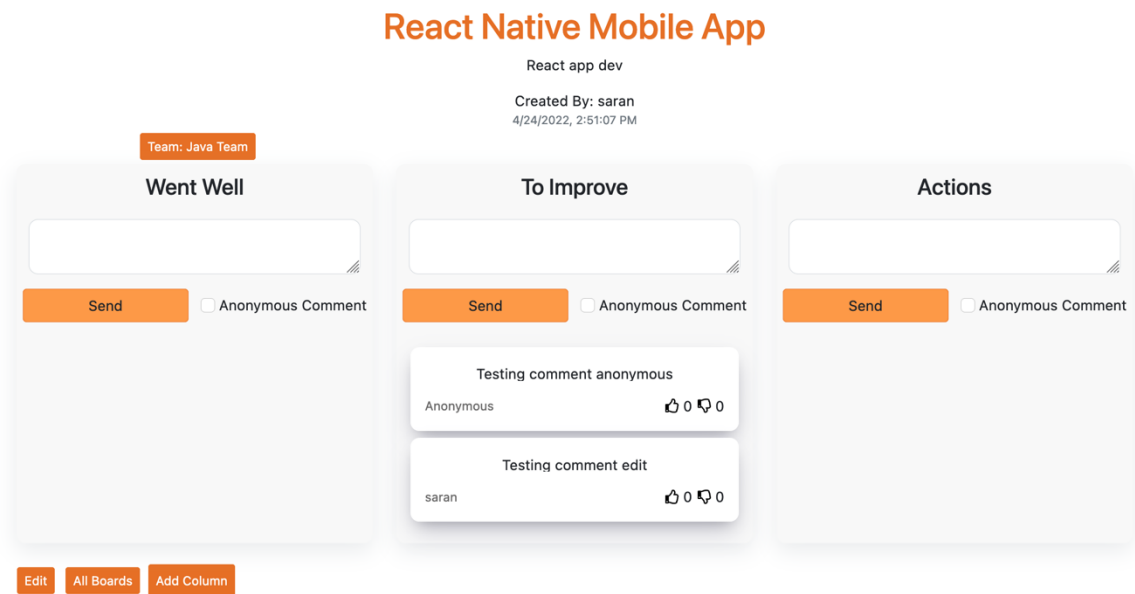 React Native Mobile App
React app dev
Created By: saran
4/24/2022, 2:51:07 PM
Team: Java Team
Went Well
Send
Anonymous Comment
To Improve
Send
Anonymous Comment
Testing comment anonymous
Anonymous 0 0
Testing comment edit
saran 0 0
Actions
Send
Anonymous Comment
Edit All Boards Add Column